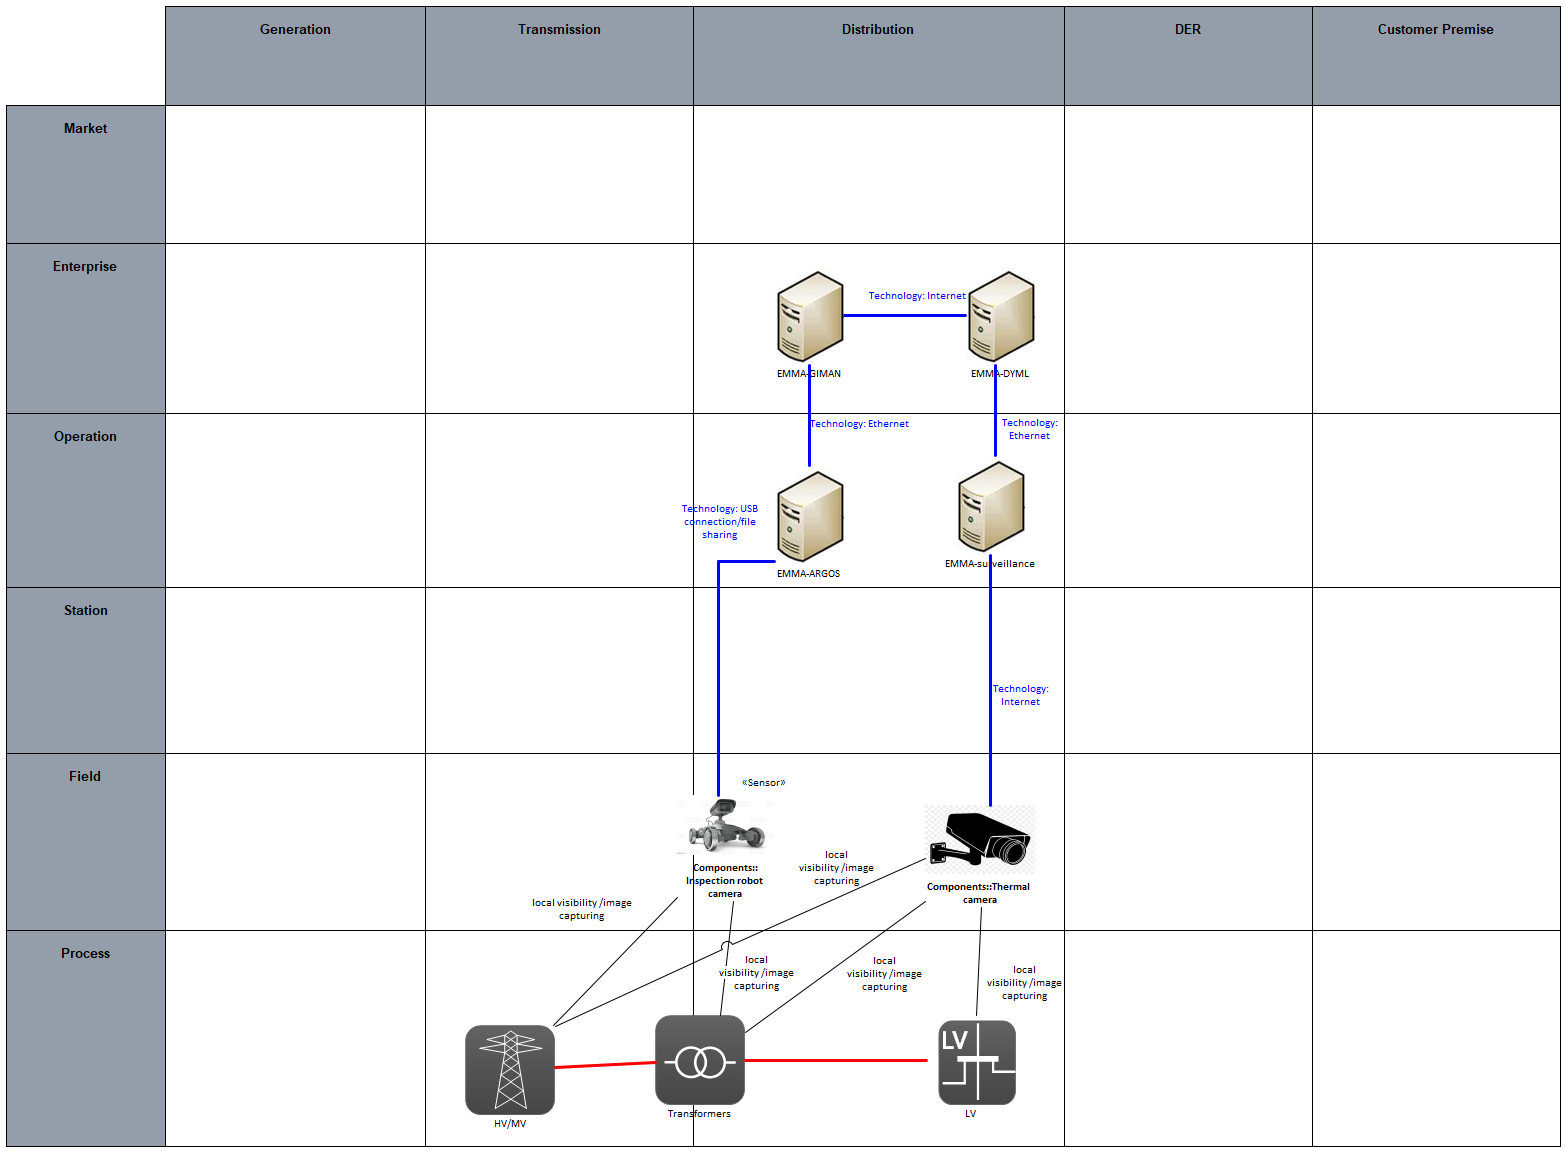 Generation
Transmission
Distribution
DER
Customer Premise
Market
Enterprise
Technology: Internet
EMMA-GIMAN
EMMA-DYML
Operation
Technology: Ethernet
Technology:
Ethernet
Technology: USB
connection/file
sharing
EMMA-ARGOS
EMMA-surveillance
Station
Technology:
Internet
Field
«Sensor»
Components::
Inspection robot
camera
local
visibility /image
capturing
Components::Thermal
camera
local visibility /image
capturing
Process
local
visibility /image
capturing
local
visibility /image
capturing
local
visibility /image
capturing
LV
HV/MV
Transformers
LV